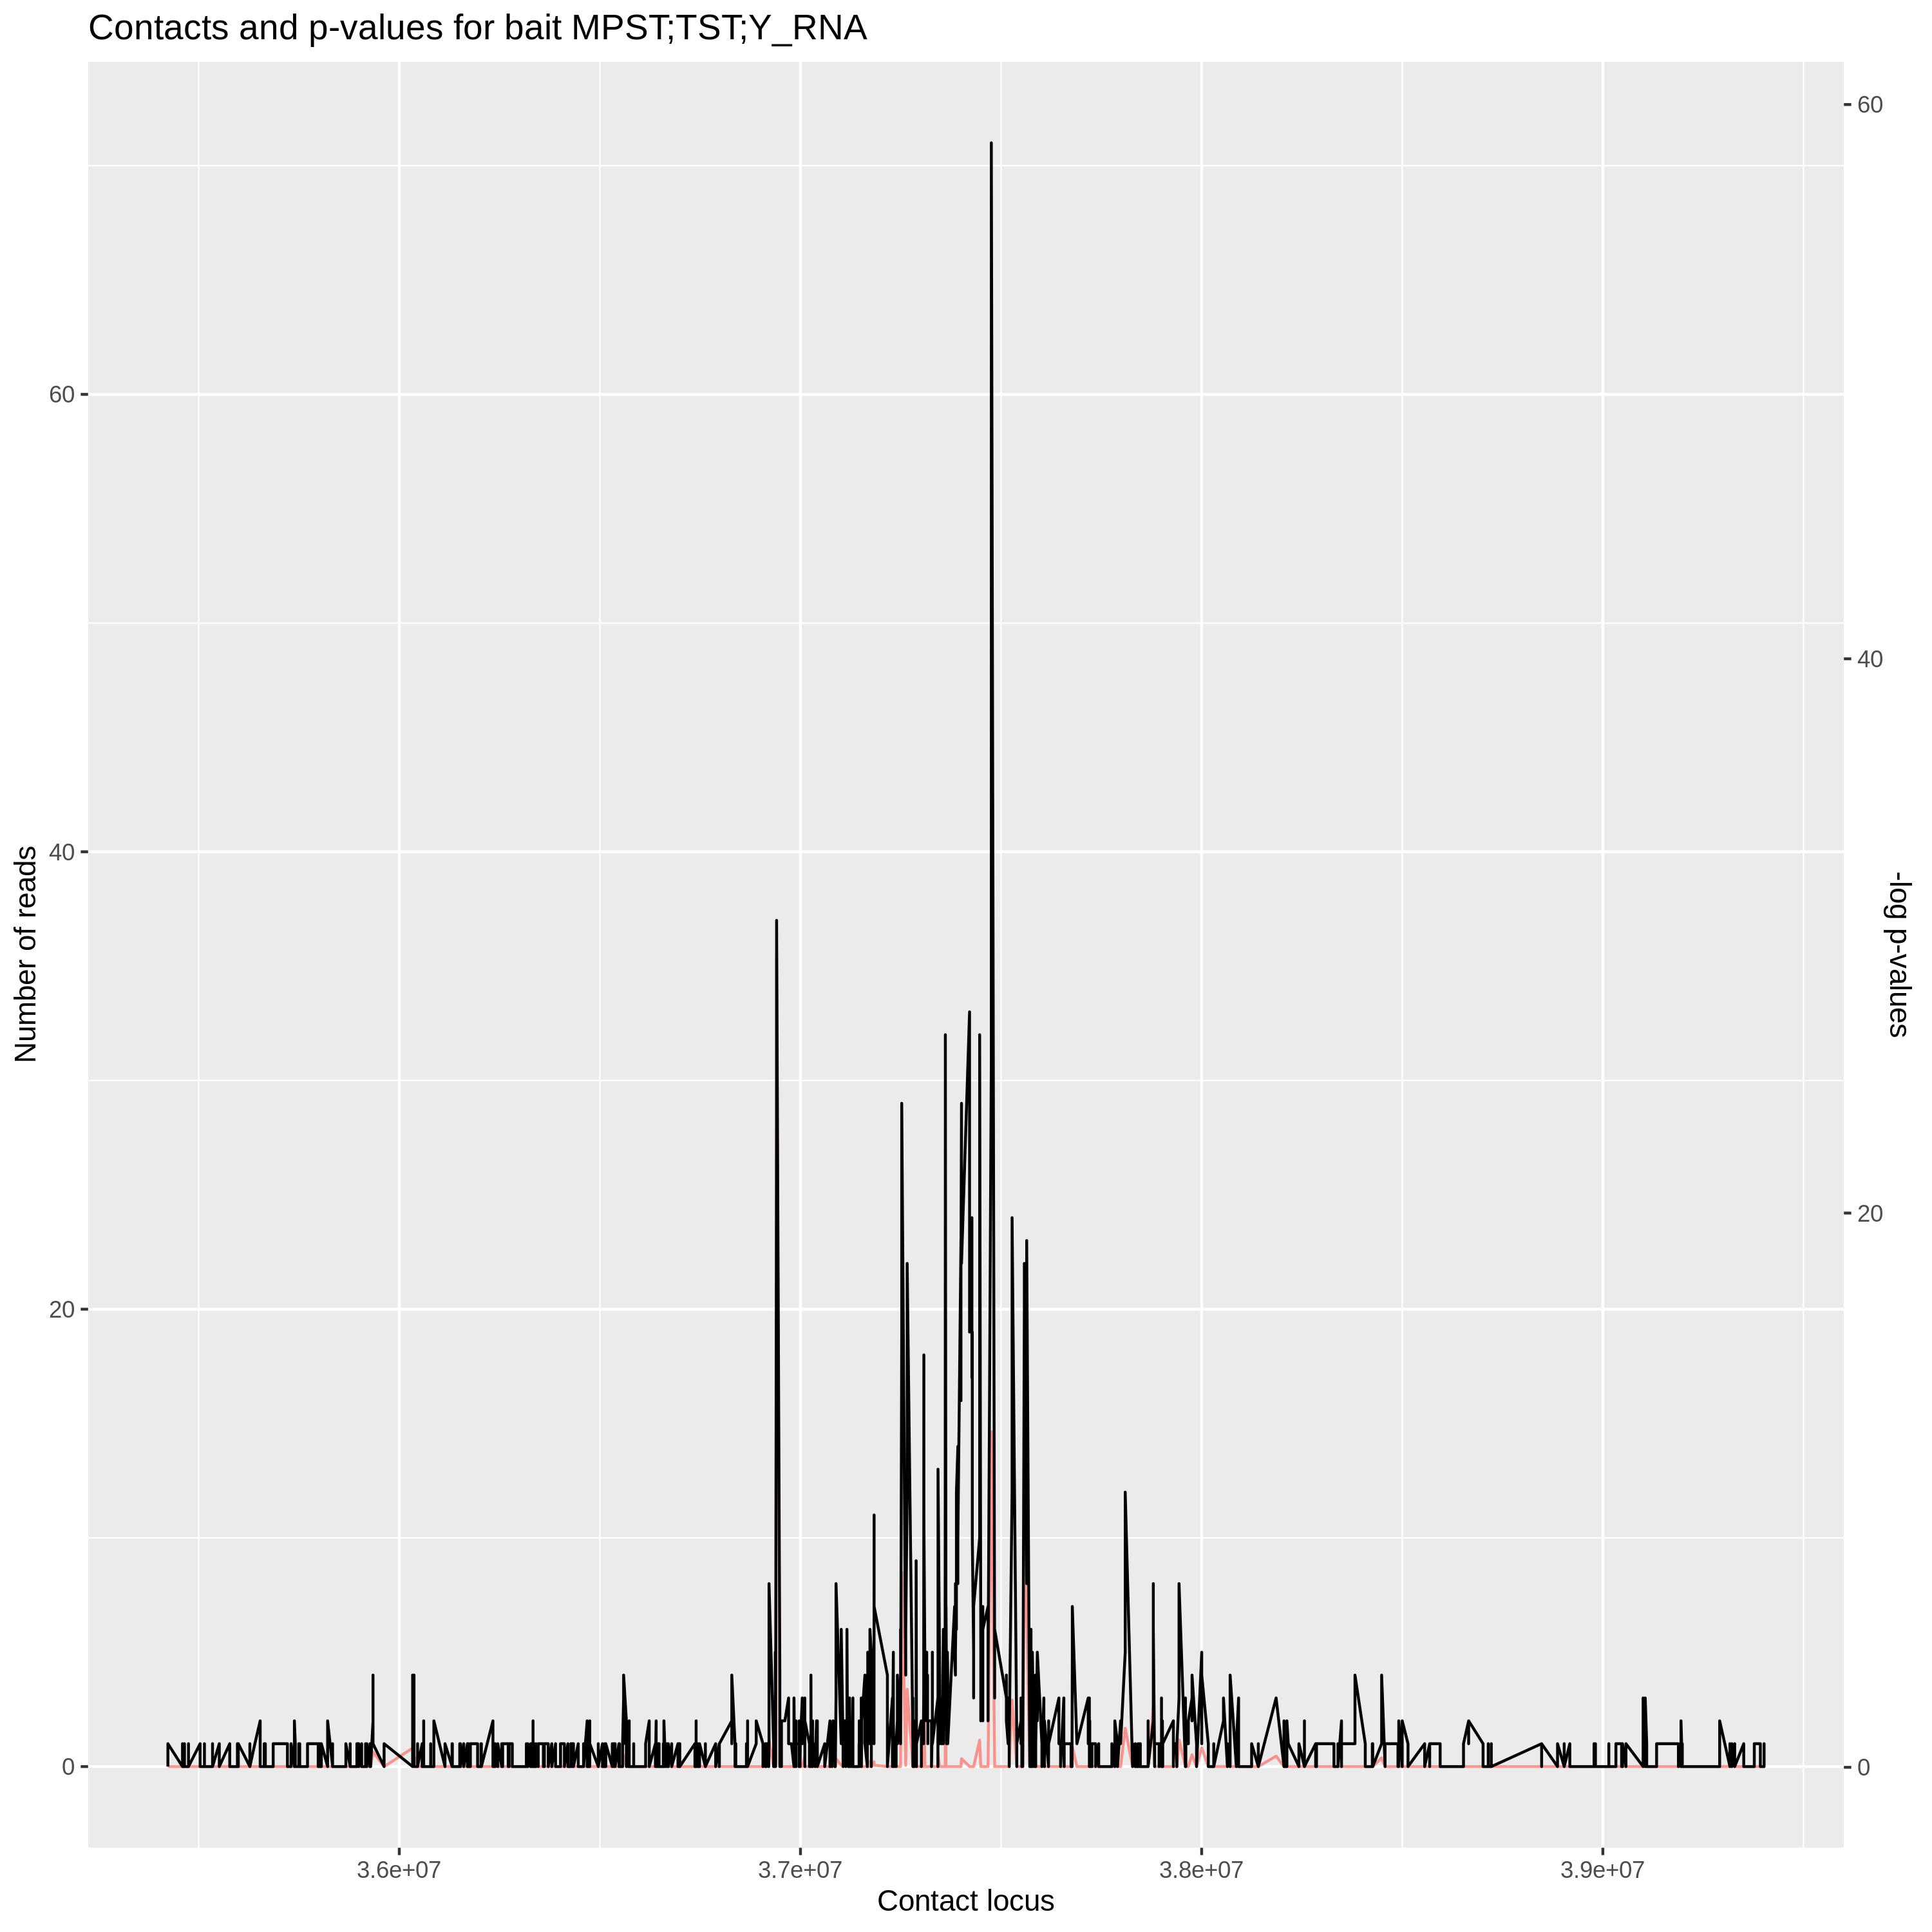 Contacts and p-values for bait MPST;TST;Y_RNA
60
40
20
0
Number of reads
60
40
20
0
-log p-values
3.6e+07
3.7e+07
3.8e+07
3.9e+07
Contact locus